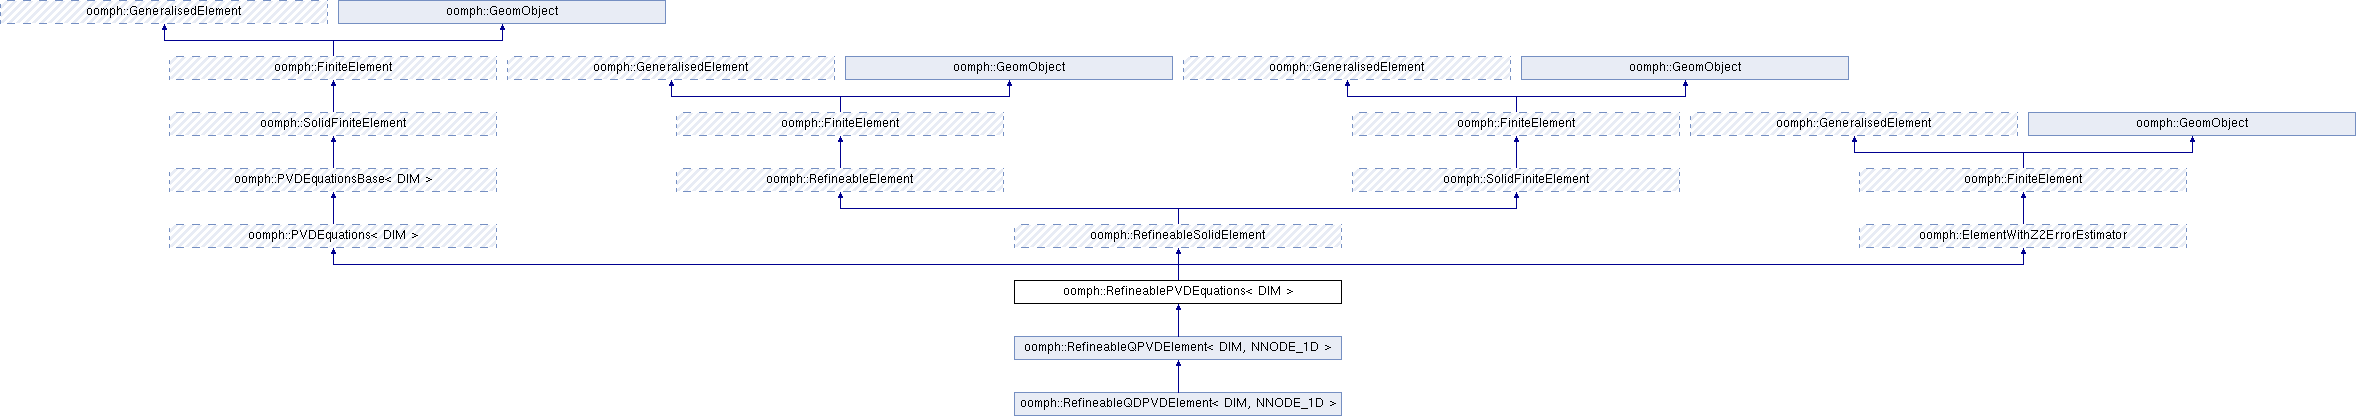 oomph::GeneralisedElement
oomph::GeomObject
oomph::FiniteElement
oomph::GeneralisedElement
oomph::GeomObject
oomph::GeneralisedElement
oomph::GeomObject
oomph::SolidFiniteElement
oomph::FiniteElement
oomph::FiniteElement
oomph::GeneralisedElement
oomph::GeomObject
oomph::PVDEquationsBase< DIM >
oomph::RefineableElement
oomph::SolidFiniteElement
oomph::FiniteElement
oomph::PVDEquations< DIM >
oomph::RefineableSolidElement
oomph::ElementWithZ2ErrorEstimator
oomph::RefineablePVDEquations< DIM >
oomph::RefineableQPVDElement< DIM, NNODE_1D >
oomph::RefineableQDPVDElement< DIM, NNODE_1D >